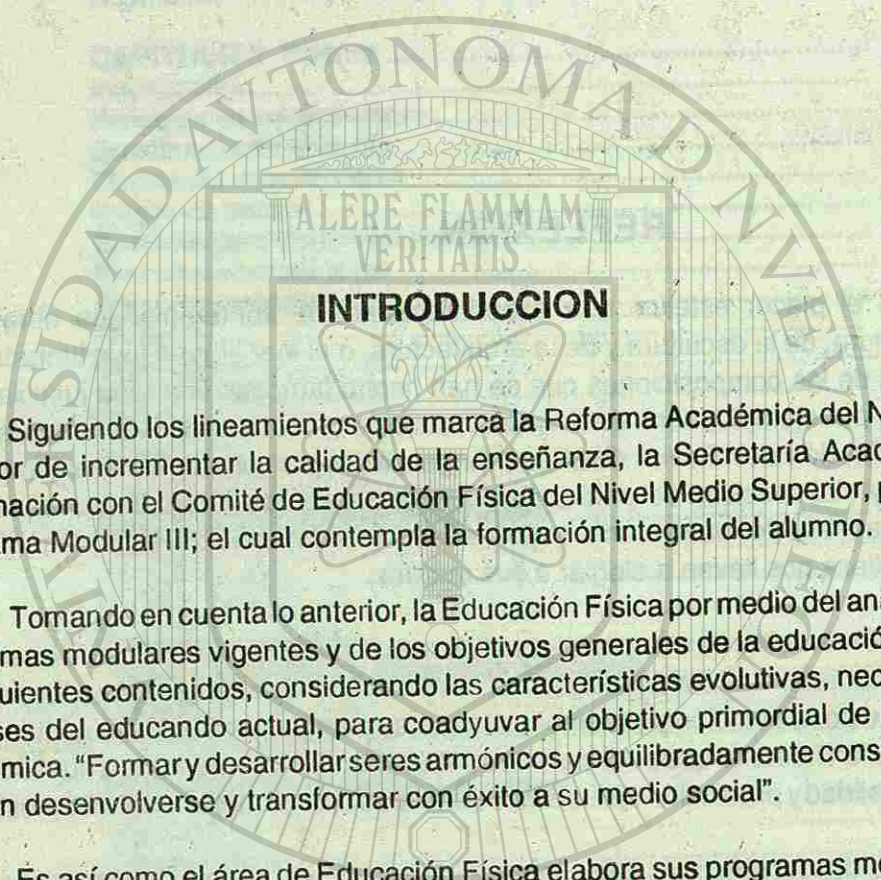 SIDAD AVTONOMA D NVEVO
ALERE FLAMMAM
VERITATIS
INTRODUCCION
Siguiendo los lineamientos que marca la Reforma Académica del N
or de incrementar la calidad de la enseñanza, la Secretaría Acad
nación con el Comité de Educación Física del Nivel Medio Superior, p
ma Modular III; el cual contempla la formación integral del alumno.
Tomando en cuenta lo anterior, la Educación Física por medio del an
mas modulares vigentes y de los objetivos generales de la educació
uientes contenidos, considerando las características evolutivas, nec
ses del educando actual, para coadyuvar al objetivo primordial de
mica. “Formar y desarrollar seres armónicos y equilibradamente cons
n desenvolverse y transformar con éxito a su medio social”.
Es así como el área de Educación Física elabora sus programas mo